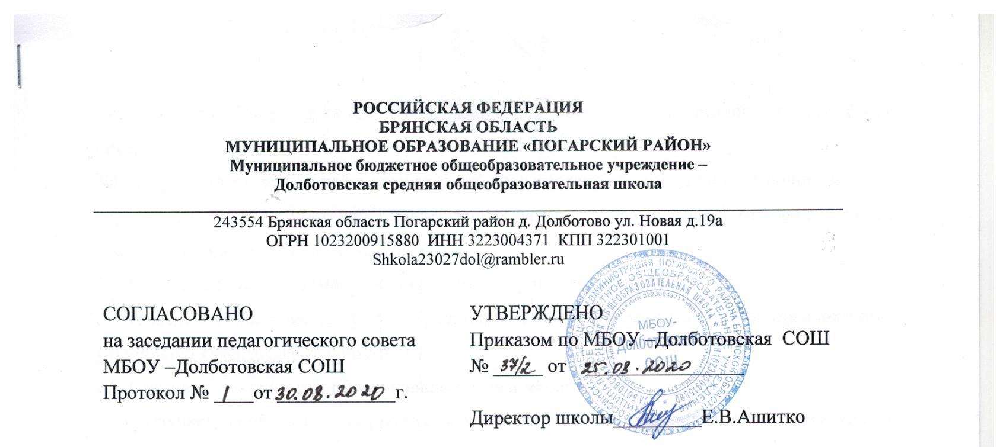 РОССИЙСКАЯ ФЕДЕРАЦИЯ
БРЯНСКАЯ ОБЛАСТЬ
МУНИЦИПАЛЬНОЕ ОБРАЗОВАНИЕ «ПОГАРСКИЙ РАЙОН»
Муниципальное бюджетное общеобразовательное учреждение –
Долботовская средняя общеобразовательная школа
243554 Брянская область Погарский район д. Долботово ул. Новая д.19а
ОГРН 1023200915880 ИНН 3223004371 КПП 322301001
Shkola23027dol@rambler.ru
СОГЛАСОВАНО
на заседании педагогического совета
МБОУ –Долботовская СОШ
Протокол № 1 от 30.08.2020 г.
УТВЕРЖДЕНО
Приказом по МБОУ –Долботовская СОШ
№ 37/2 от 25.08.2020
Директор школы Е.В.Ашитко
МБОУ-
Долботовская
СОШ